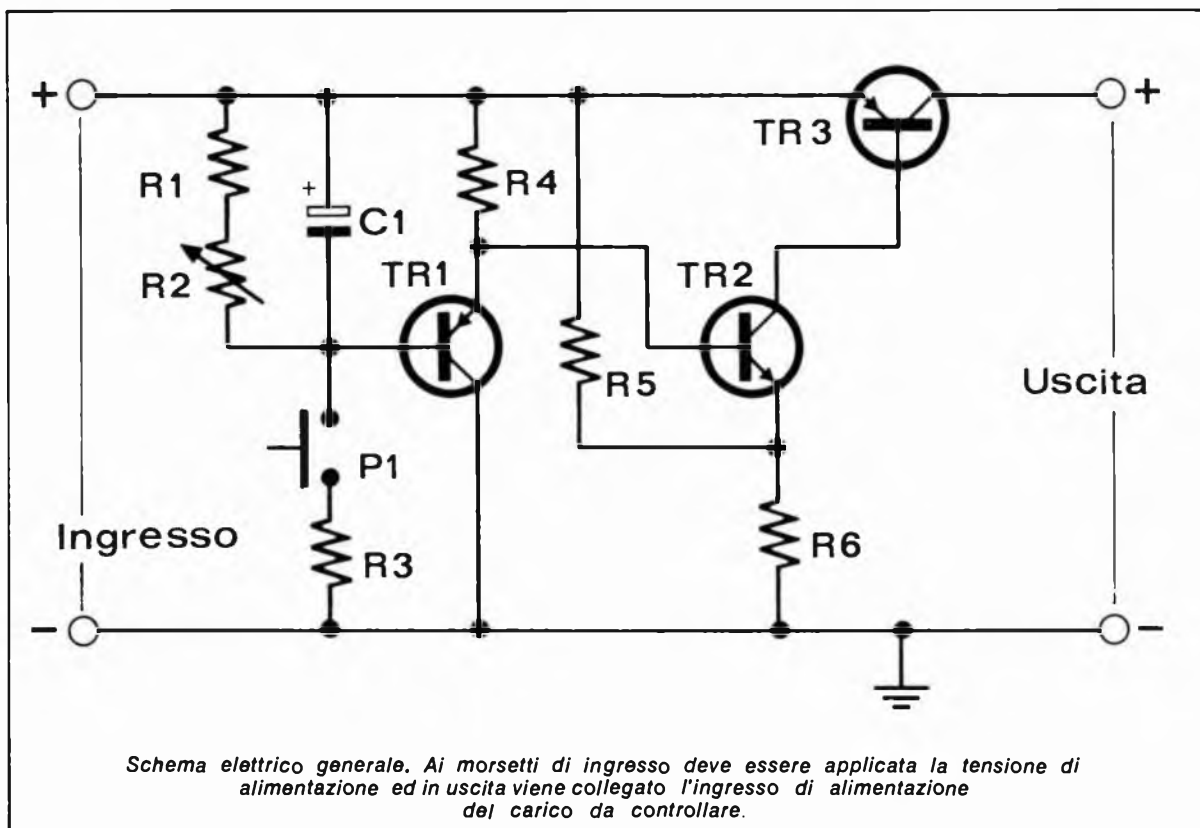 +
+
TR3
R1
R4
+
C1
R2
TR1
TR2
R5
Uscita
P1
Ingresso
R3
R6
-
-
Schema elettrico generale. Ai morsetti di ingresso deve essere applicata la tensione di
alimentazione ed in uscita viene collegato l'ingresso di alimentazione
del carico da controllare.